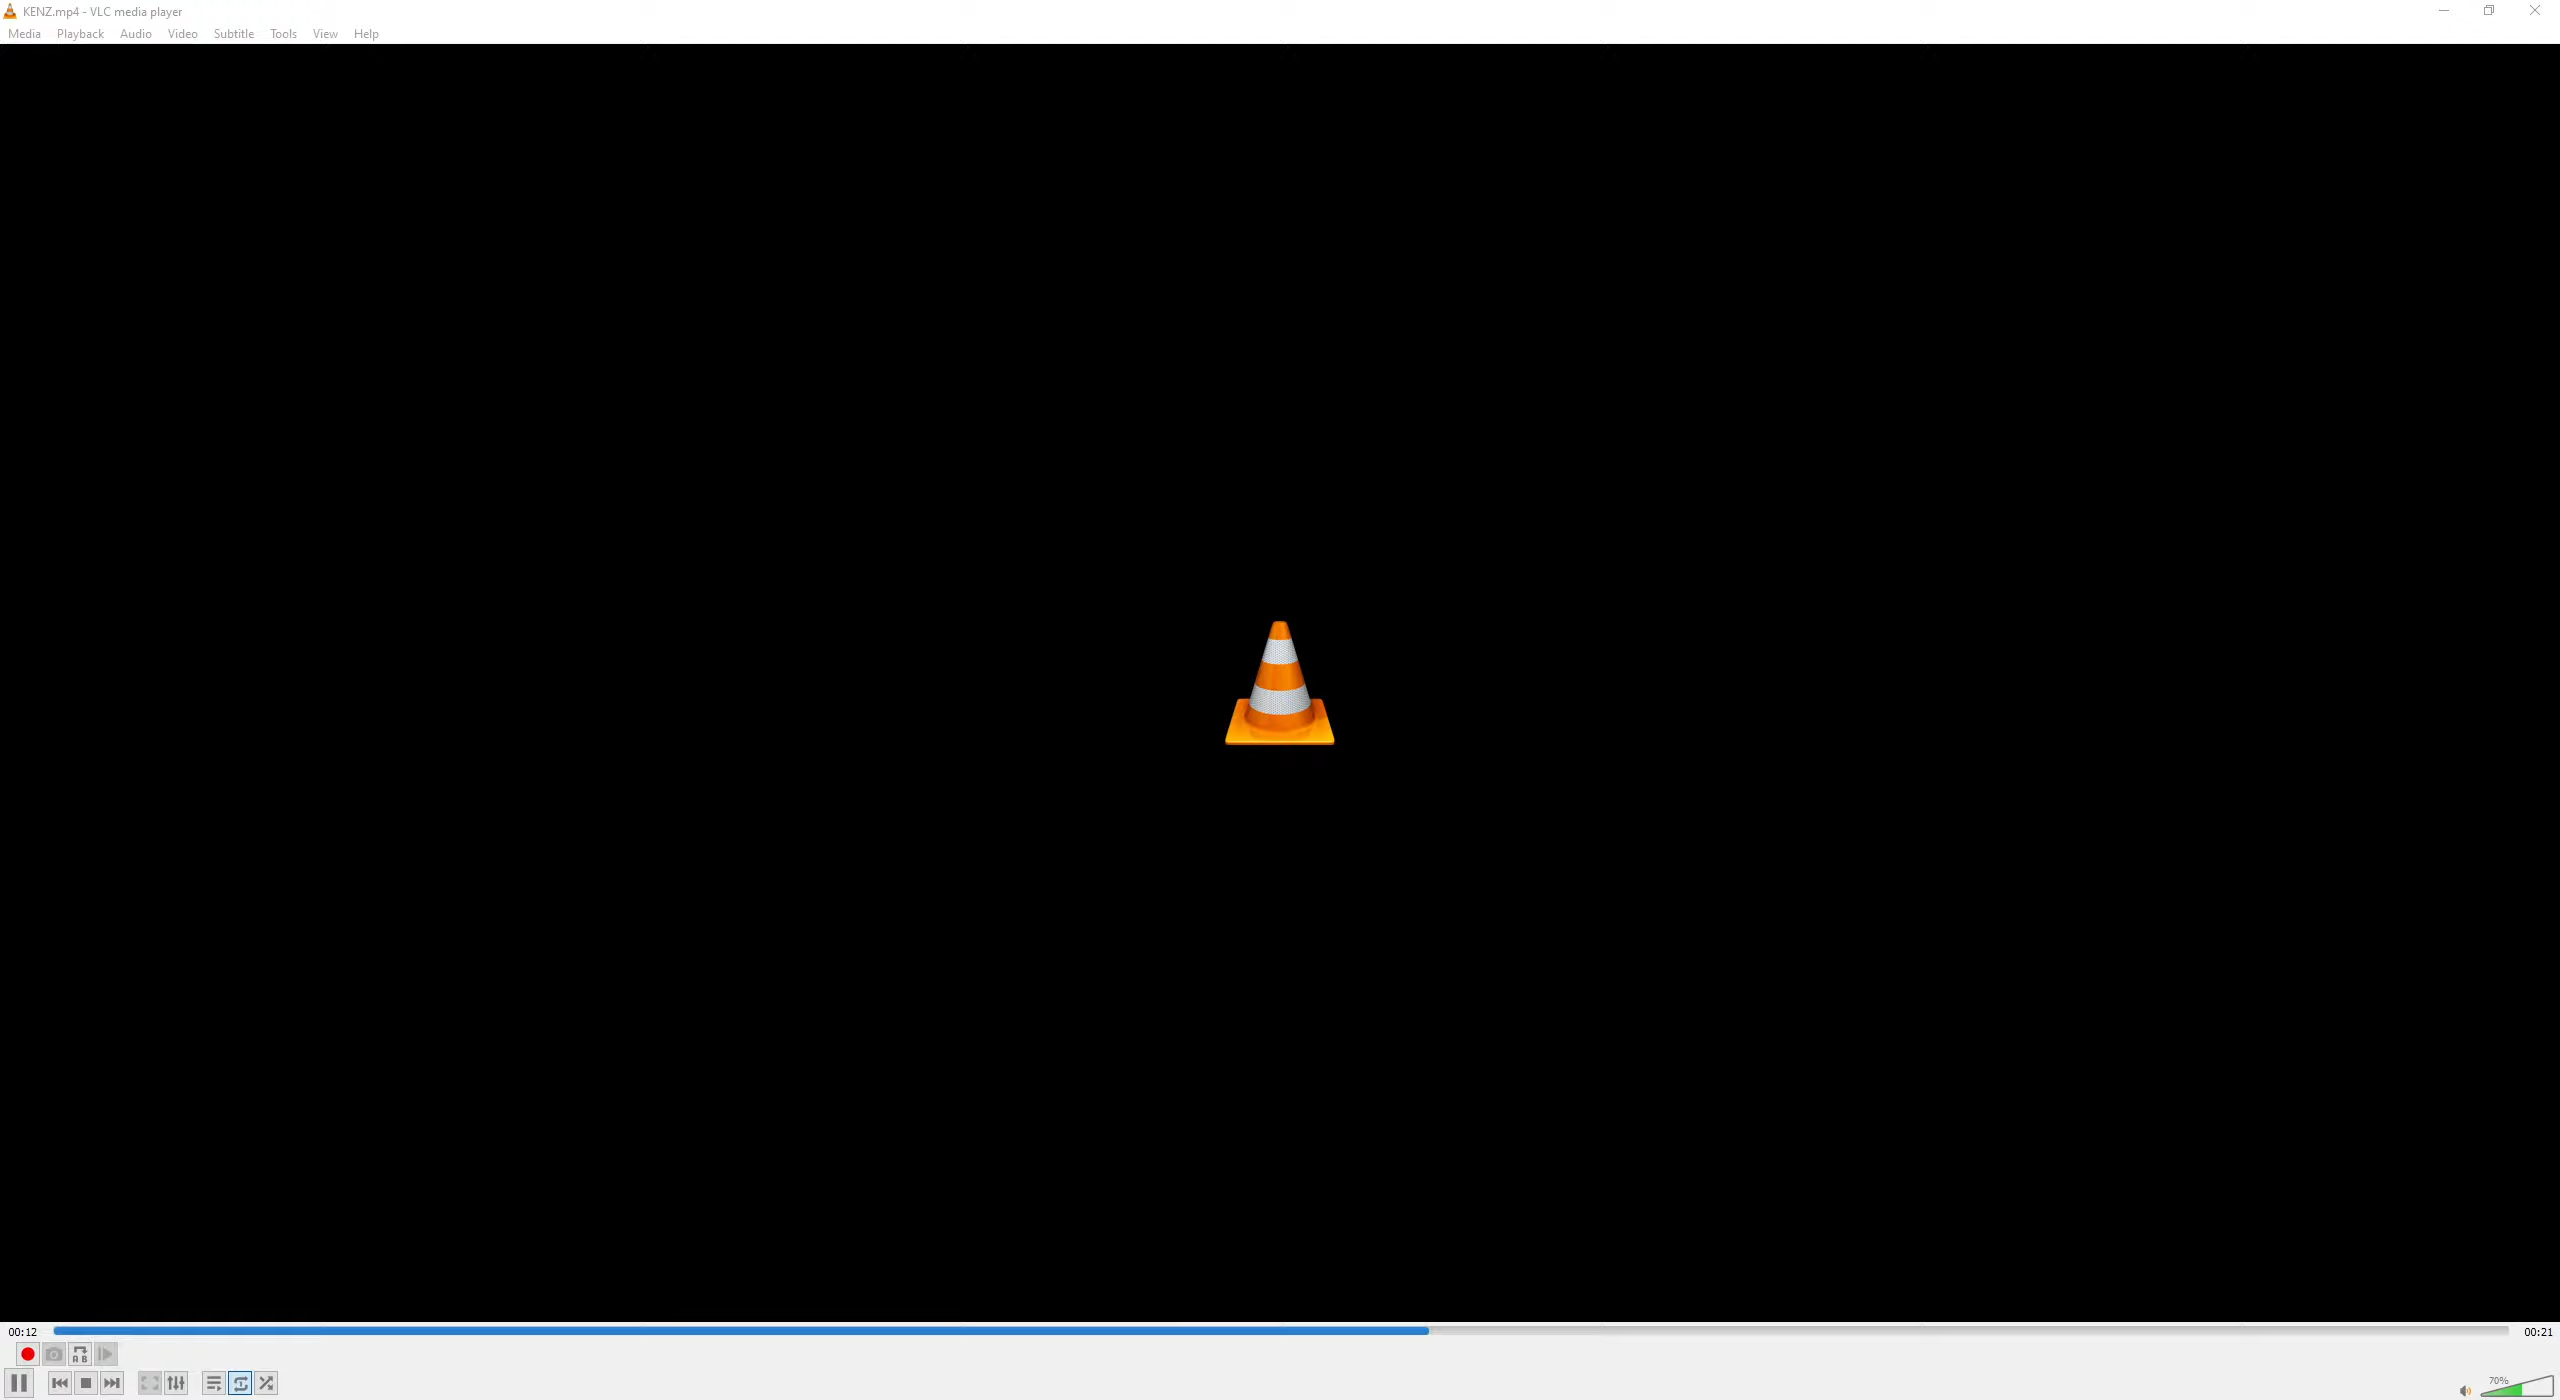 KENZ.mp4 - VLC media player
Media Playback Audio Video Subtitle Tools View Help
00:12 00:21
A B
70%